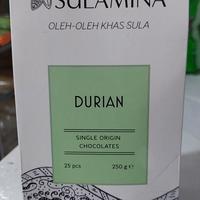 SULAMINA
OLEH-OLEH KHAS SULA
DURIAN
SINGLE ORIGIN
CHOCOLATES
25 pcs 250 g ℮